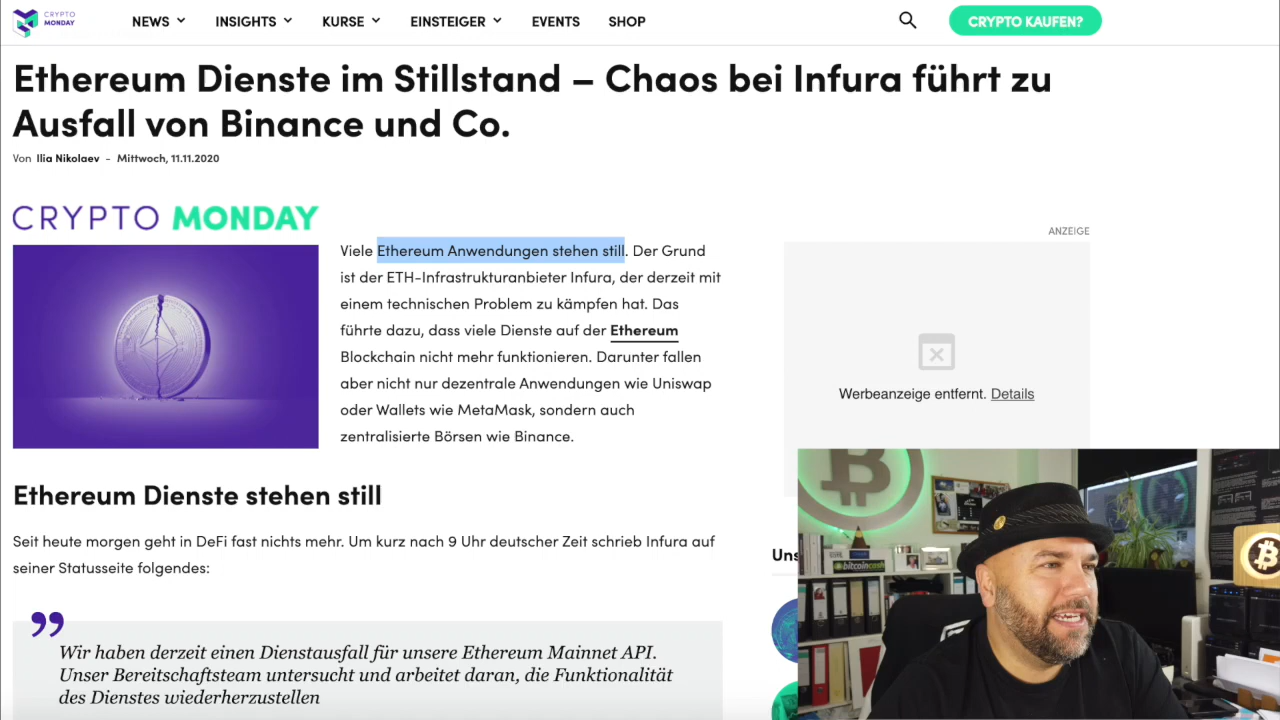 CRYPTO
MONDAY
NEWS
INSIGHTS
KURSE
EINSTEIGER
EVENTS
SHOP
CRYPTO KAUFEN?
Ethereum Dienste im Stillstand – Chaos bei Infura führt zu
Ausfall von Binance und Co.
Von Ilia Nikolaev - Mittwoch, 11.11.2020
CRYPTO MONDAY
Viele Ethereum Anwendungen stehen still. Der Grund
ist der ETH-Infrastrukturanbieter Infura, der derzeit mit
einem technischen Problem zu kämpfen hat. Das
führte dazu, dass viele Dienste auf der Ethereum
Blockchain nicht mehr funktionieren. Darunter fallen
aber nicht nur dezentrale Anwendungen wie Uniswap
oder Wallets wie MetaMask, sondern auch
zentralisierte Börsen wie Binance.
ANZEIGE
Werbeanzeige entfernt. Details
Ethereum Dienste stehen still
Seit heute morgen geht in DeFi fast nichts mehr. Um kurz nach 9 Uhr deutscher Zeit schrieb Infura auf
seiner Statusseite folgendes:
Wir haben derzeit einen Dienstausfall für unsere Ethereum Mainnet API.
Unser Bereitschaftsteam untersucht und arbeitet daran, die Funktionalität
des Dienstes wiederherzustellen
Uns
bitcoincash